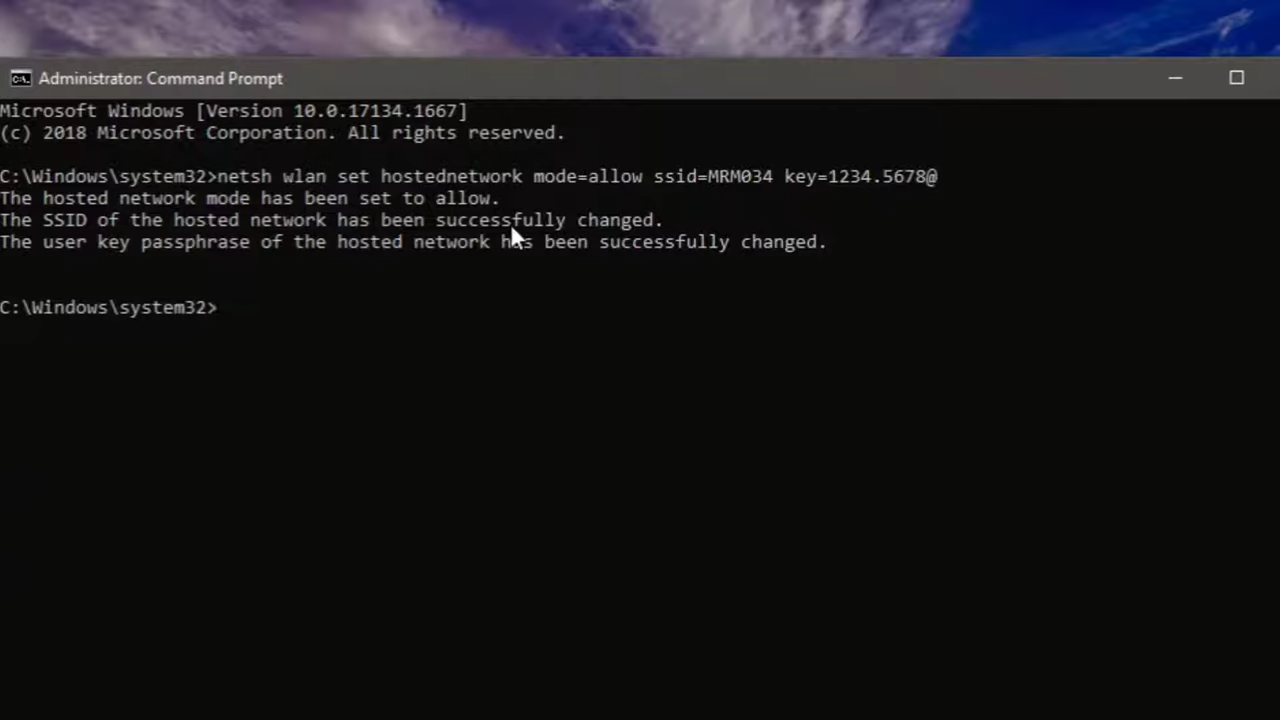 Administrator: Command Prompt
Microsoft Windows [Version 10.0.17134.1667]
(c) 2018 Microsoft Corporation. All rights reserved.
C:\Windows\system32>netsh wlan set hostednetwork mode=allow ssid=MRM034 key=1234.5678@
The hosted network mode has been set to allow.
The SSID of the hosted network has been successfully changed.
The user key passphrase of the hosted network has been successfully changed.
C:\Windows\system32>